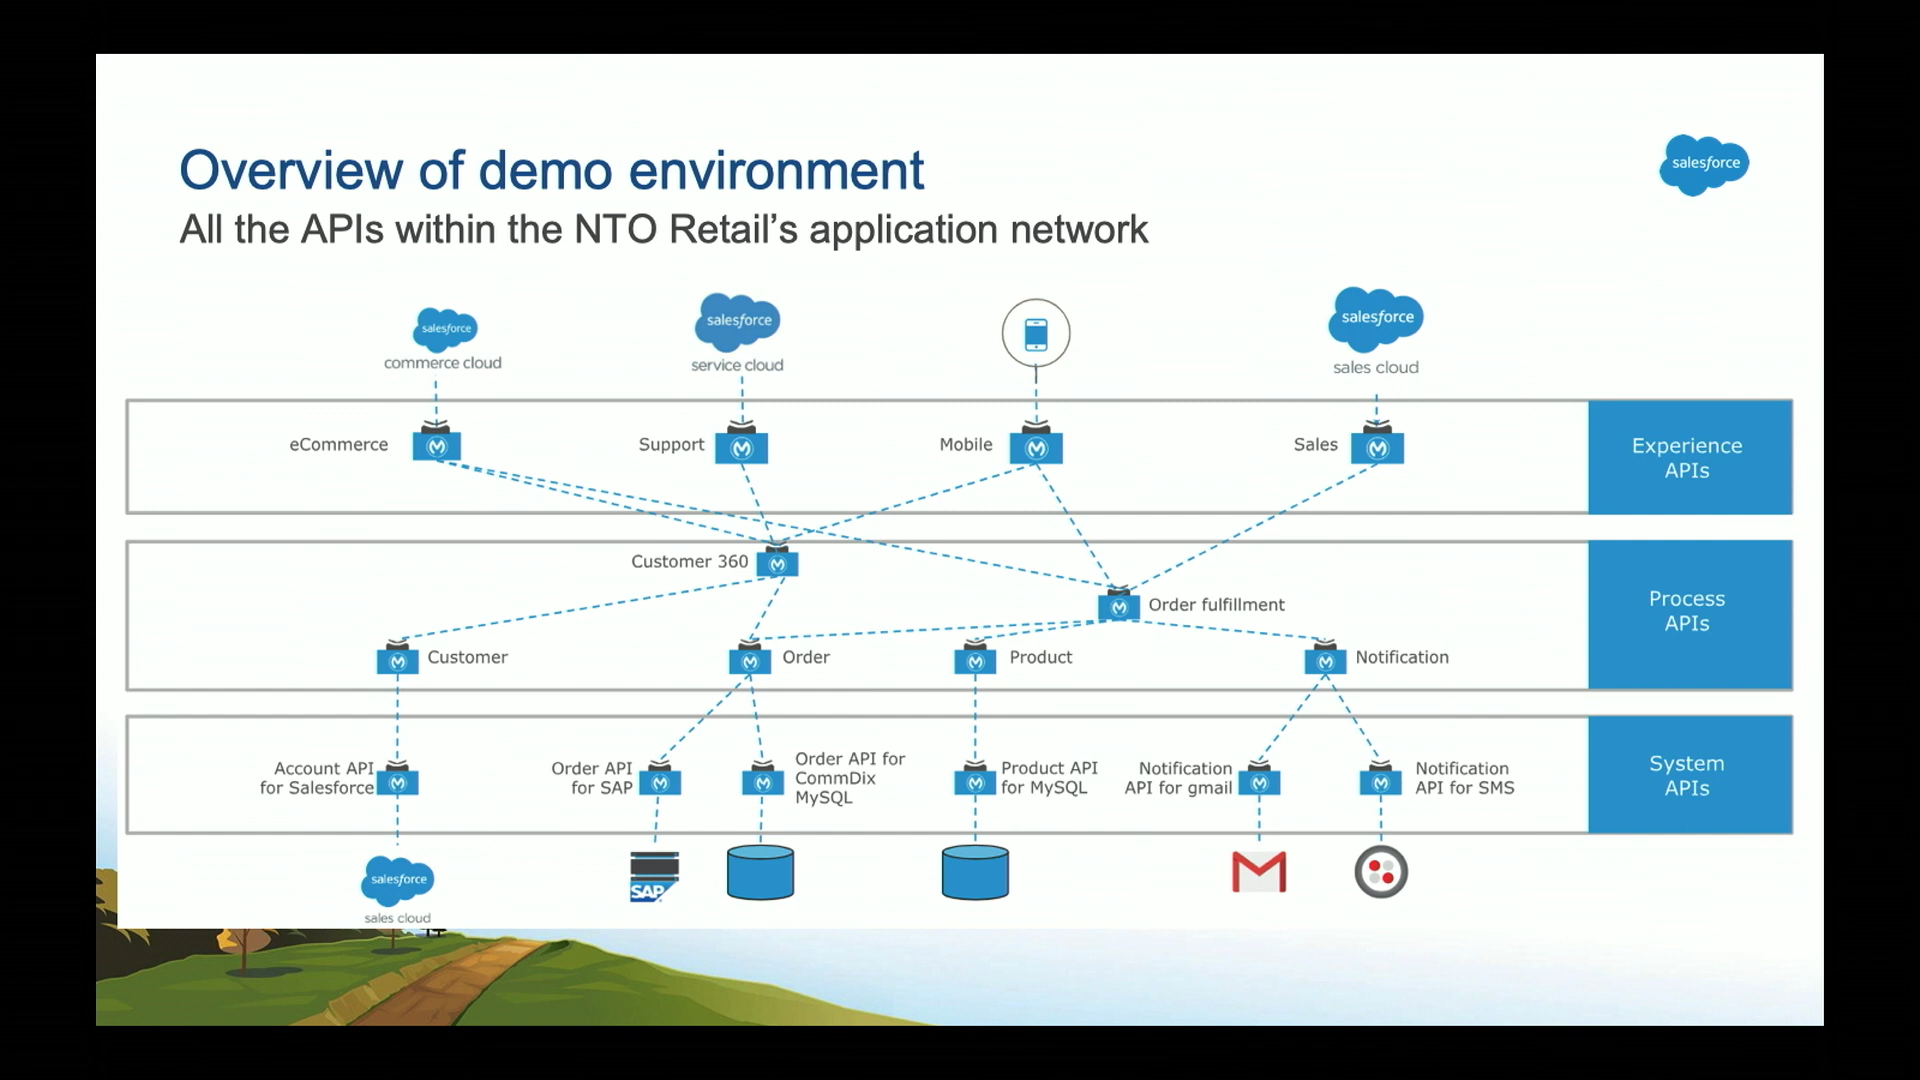 Overview of demo environment
salesforce
All the APIs within the NTO Retail's application network
salesforce
commerce cloud
salesforce
service cloud
salesforce
sales cloud
eCommerce
Support
Mobile
Sales
Experience
APIs
Customer 360
Order fulfillment
Process
APIs
Customer
Order
Product
Notification
Account API
for Salesforce
Order API
for SAP
Order API for
CommDix
MySQL
Product API
for MySQL
Notification
API for gmail
Notification
API for SMS
System
APIs
salesforce
sales cloud
SAP